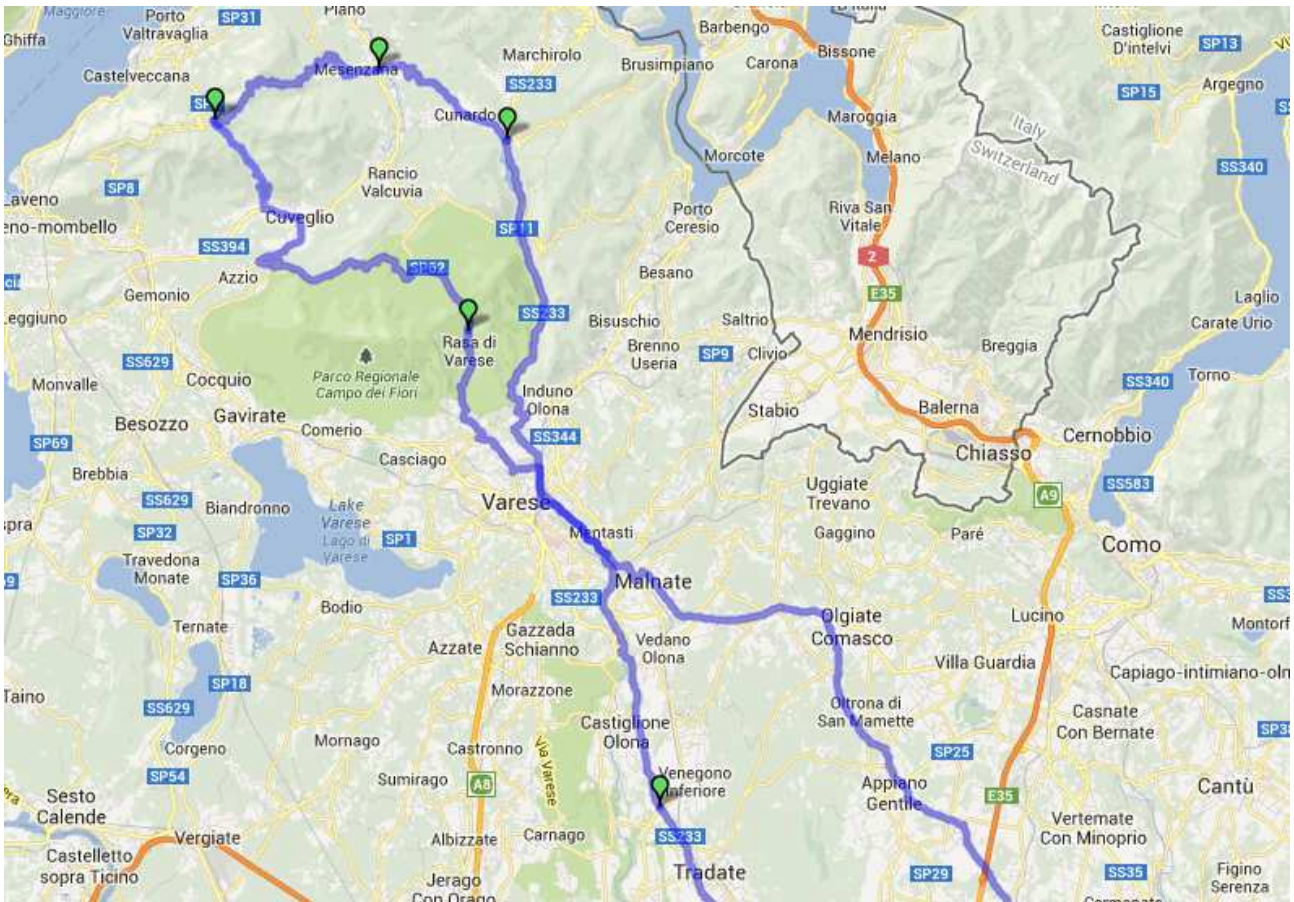 Maggiore
Porto
Valtravaglia
SP31
Piano
Marchirolo
Barbengo
Carona
D'intelvi
Bissone
Castiglione
D'intelvi
SP13
Ghiffa
Castelveccana
Mesenzana
SS233
Brusimpiano
SP15
Argegno
Cunardo
Maroggia
Italy
Switzerland
Morcote
Melano
SS340
Rancio
Valcuvia
SP8
Laveno
eno-mombello
Cuveglio
SP11
Porto
Ceresio
Riva San
Vitale
SS394
Azzio
SP62
2
Besano
E35
Gemonio
Laglio
Leggiuno
Carate Urio
SS233
Bisuschio
Saltrio
Mendrisio
Rasa di
Varese
Brenno
Useria
SP9
Clivio
Breggia
SS629
Monvalle
Cocquio
Parco Regionale
Campo dei Fiori
Induno
Olona
SS340
Torno
Besozzo
Gavirate
Stabio
Balerna
SP69
Comerio
SS344
Cernobbio
Brebbia
Casciago
Chiasso
SS583
SS629
Biandronno
Varese
Uggiate
Trevano
A9
Lake
Varese
Lago di
Varese
SP32
SP1
Mentasti
Gaggino
Paré
Como
Travedona
Monate
SP36
Malnate
Bodio
SS233
Olgiate
Comasco
Lucino
Ternate
Gazzada
Schianno
Vedano
Olona
Azzate
Villa Guardia
Capiago-intimiano-oln
Taino
SP18
Morazzone
SS629
Oltrona di
San Mamette
Casnate
Con Bernate
Corgeno
Mornago
Castronno
Castiglione
Olona
Via Varese
SP25
SP54
Sumirago
A8
Venegono
Inferiore
Appiano
Gentile
E35
Cantù
Sesto
Calende
Vergiate
Albizzate
Carnago
SS233
Vertemate
Con Minoprio
Castelletto
sopra Ticino
Jerago
Con Orago
Tradate
SP29
SS35
Figino
Serenza